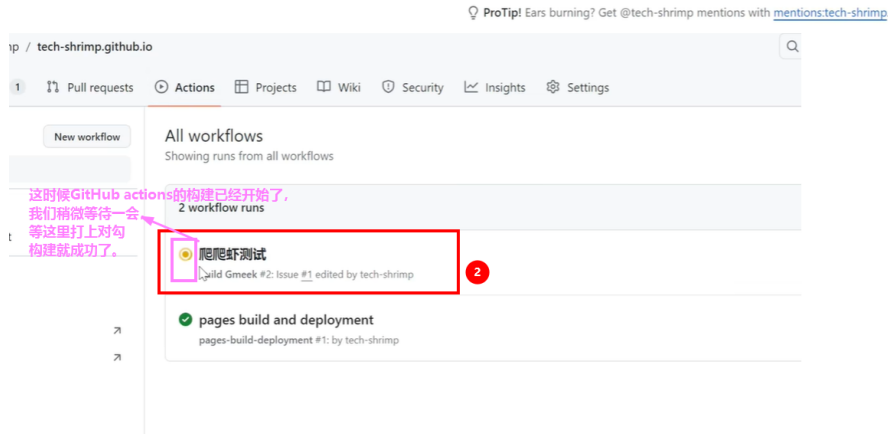 ProTip! Ears burning? Get @tech-shrimp mentions with mentions:tech-shrimp
mp / tech-shrimp.github.io
1 Pull requests Actions Projects Wiki Security Insights Settings
New workflow
All workflows
Showing runs from all workflows
这时候GitHub actions的构建已经开始了,
我们稍微等待一会
等这里打上对勾
构建就成功了。
2 workflow runs
爬爬虾测试
Build Gmeek #2: Issue #1 edited by tech-shrimp
2
pages build and deployment
pages-build-deployment #1: by tech-shrimp